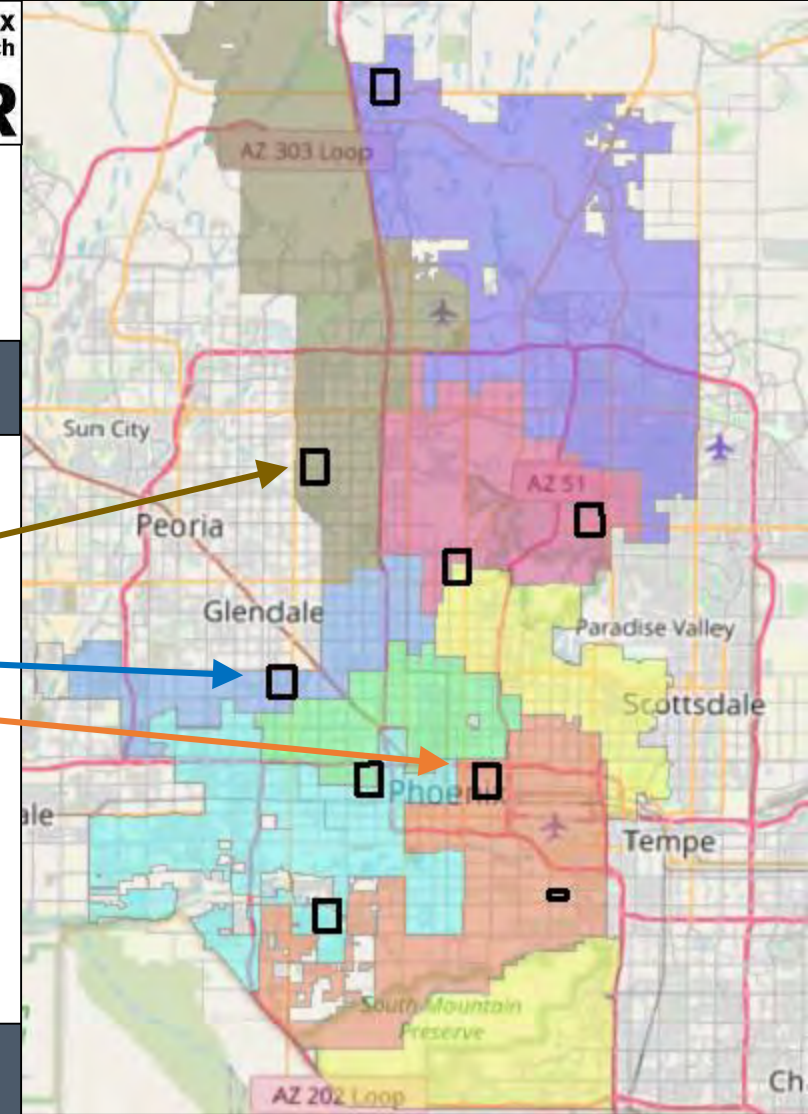 x
ch
R
AZ 303 Loop
Sun City
AZ 51
Peoria
Glendale
Paradise Valley
Scottsdale
Phoenix
ale
Tempe
South Mountain
Preserve
Ch
AZ 202 Loop